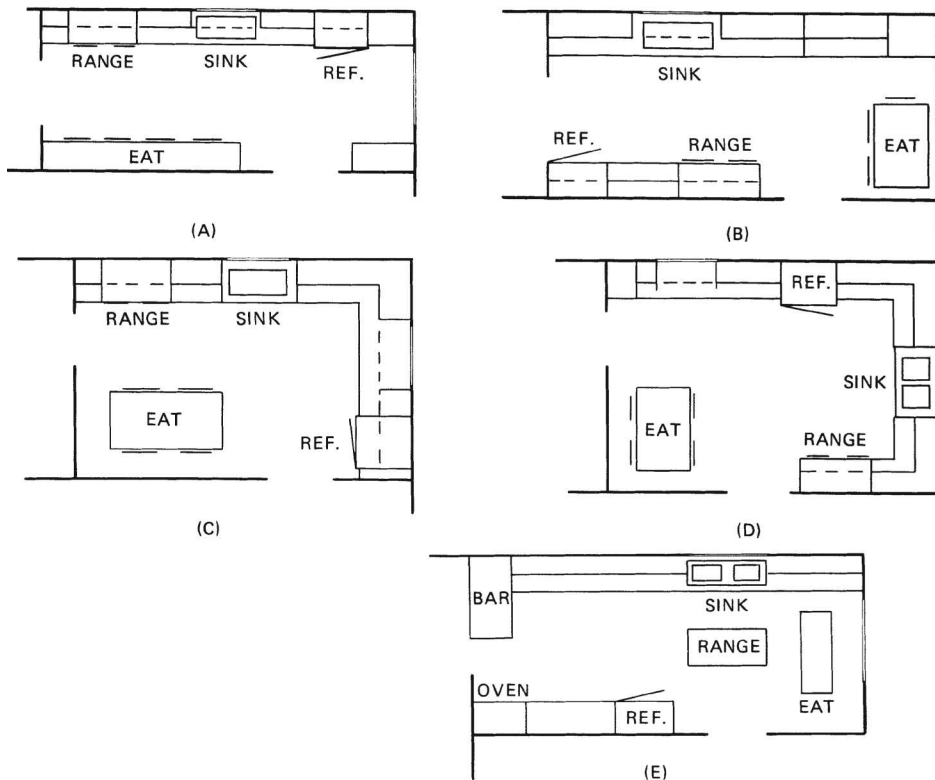 RANGE
SINK
REF.
EAT
(A)
SINK
REF.
RANGE
EAT
(B)
RANGE
SINK
EAT
REF.
(C)
REF.
SINK
EAT
RANGE
(D)
BAR
SINK
RANGE
OVEN
REF.
EAT
(E)